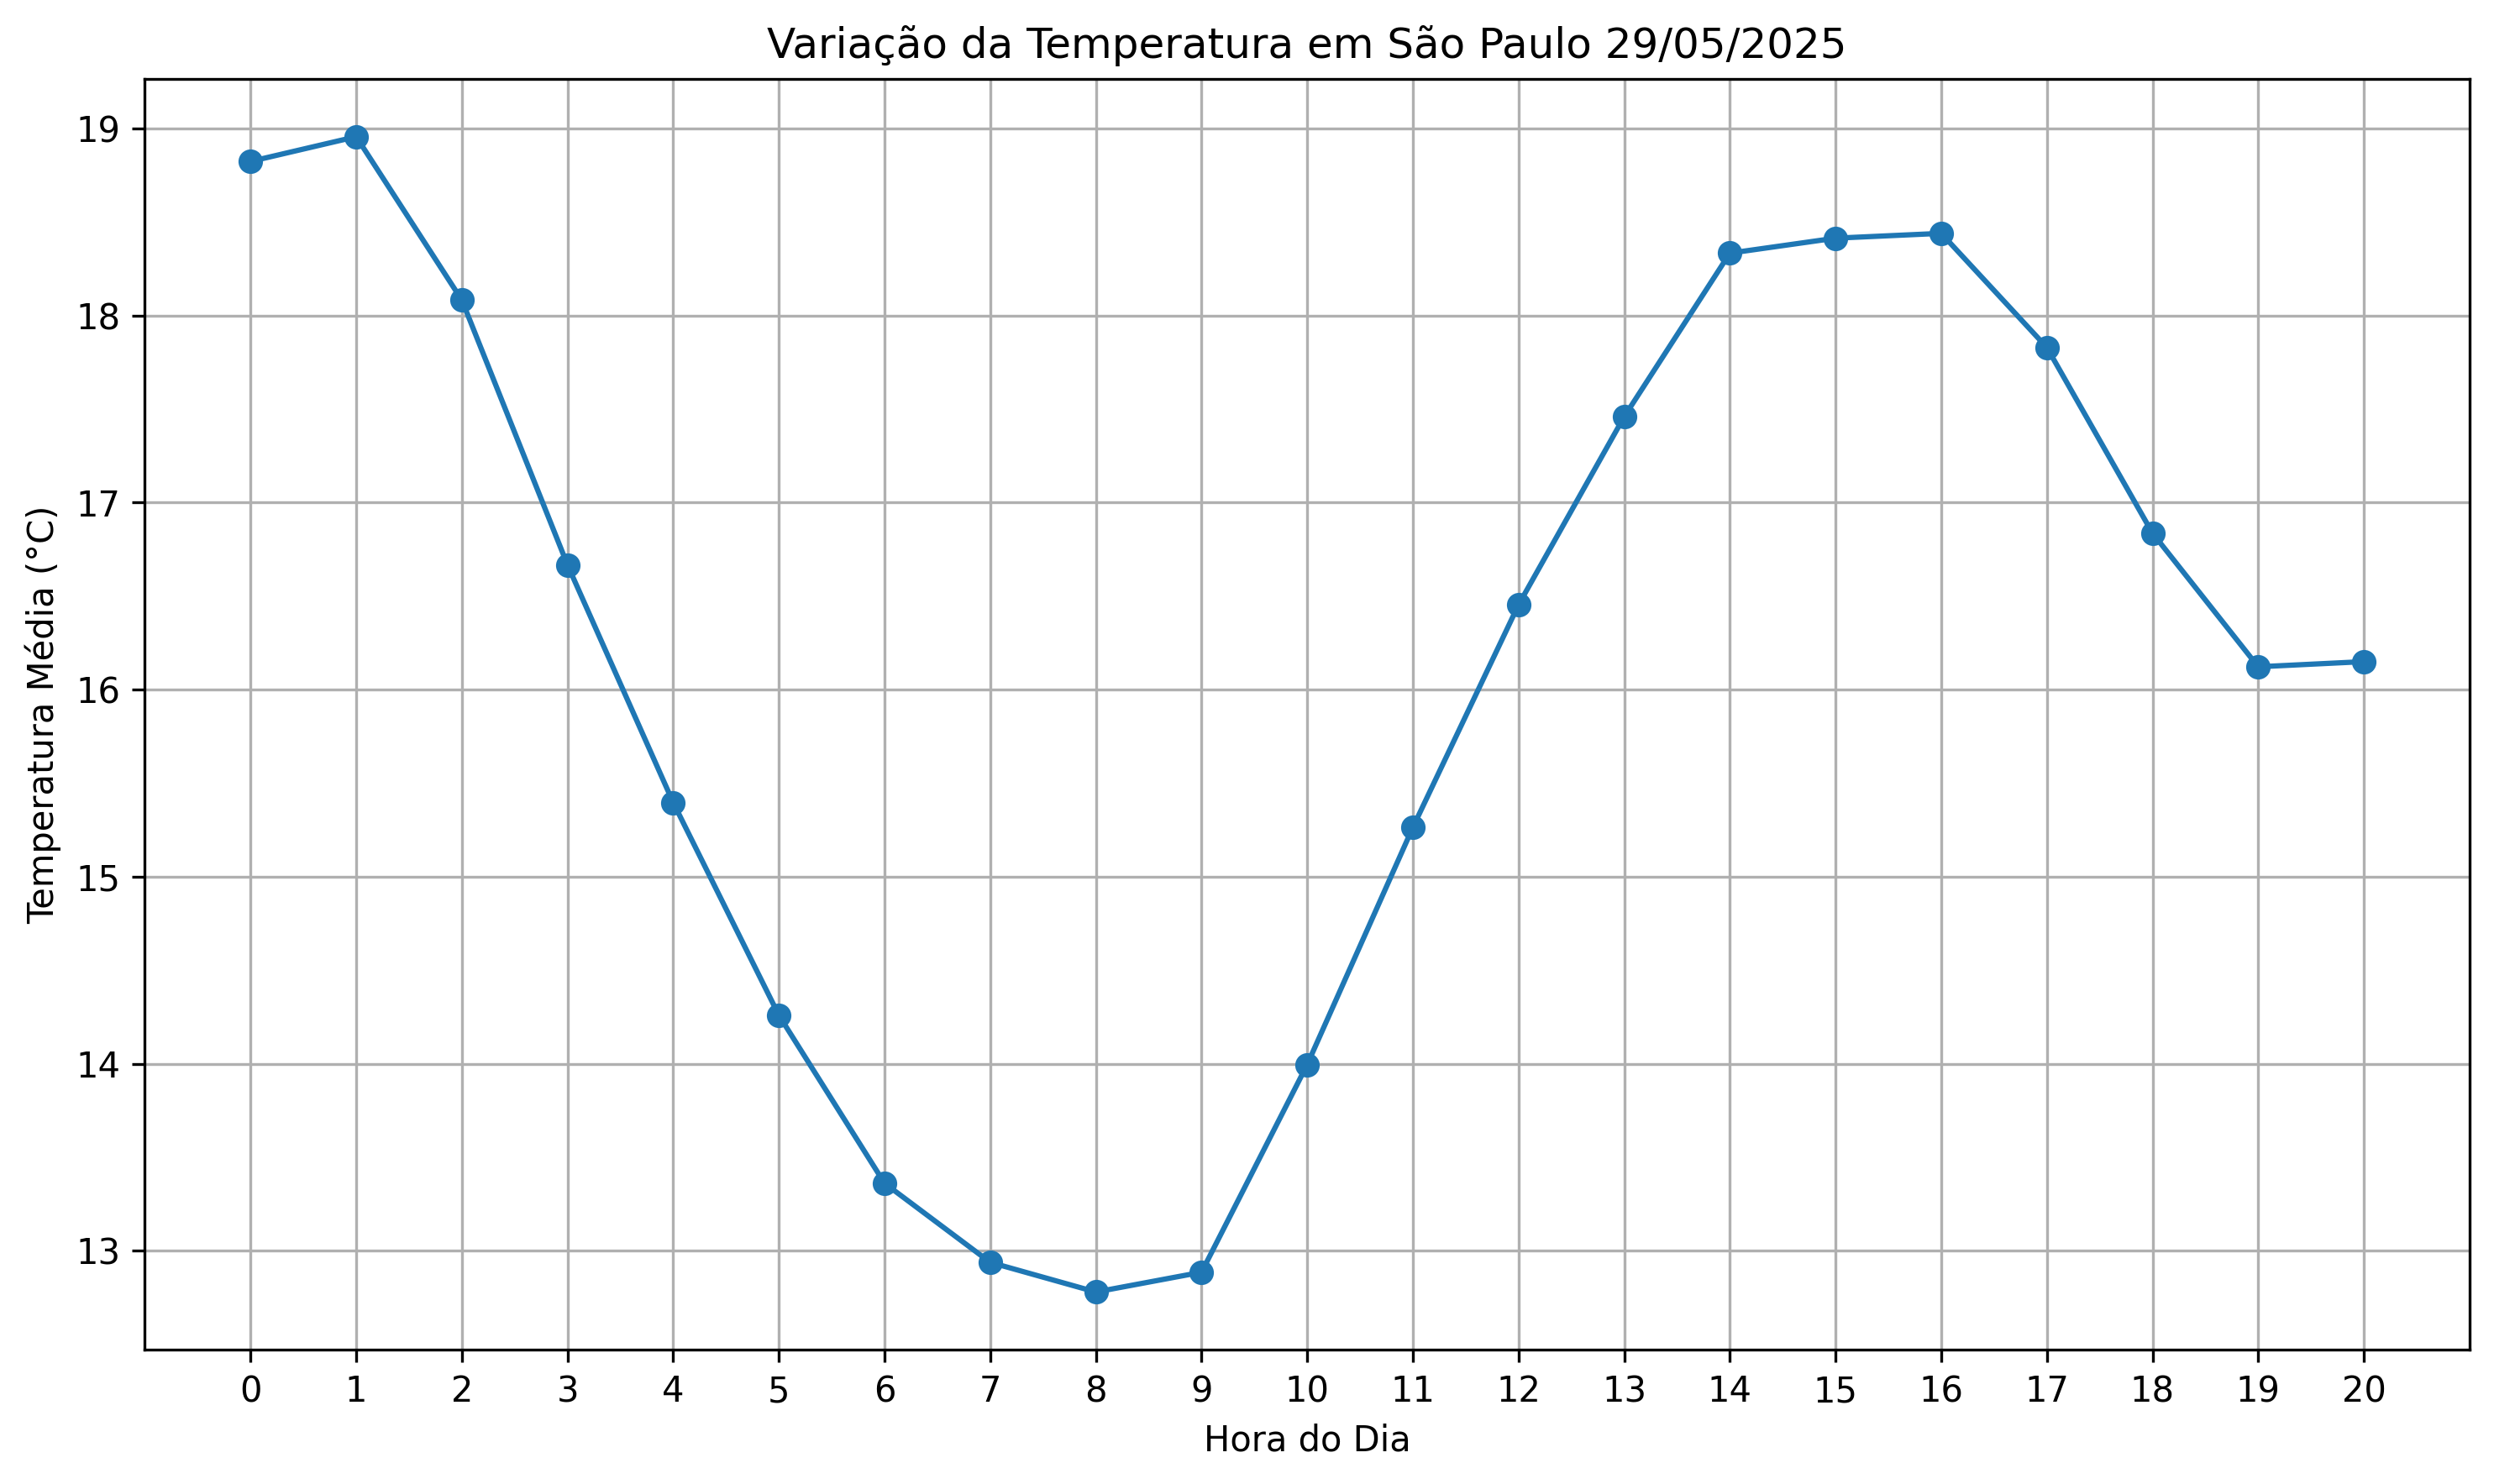 Variação da Temperatura em São Paulo 29/05/2025
Temperatura Média (°C)
19
18
17
16
15
14
13
0 1 2 3 4 5 6 7 8 9 10 11 12 13 14 15 16 17 18 19 20
Hora do Dia